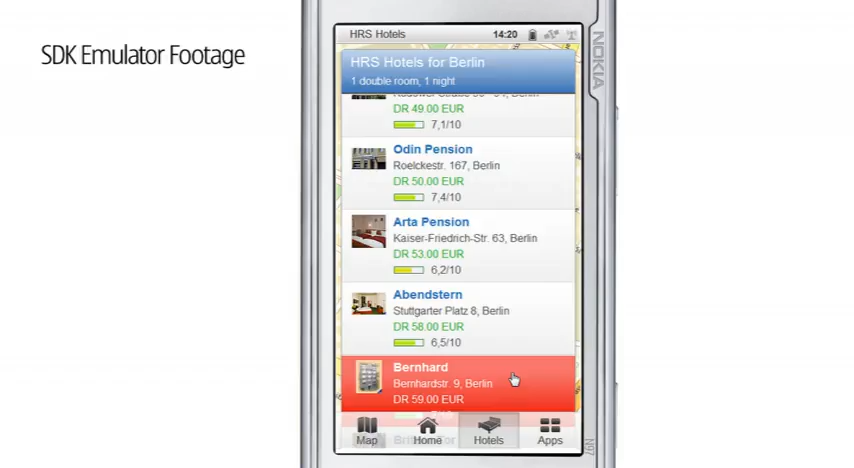 SDK Emulator Footage
HRS Hotels 14:20
NOKIA
HRS Hotels for Berlin
1 double room, 1 night
DR 49.00 EUR
7,1/10
Odin Pension
Roelckestr. 167, Berlin
DR 50.00 EUR
7,4/10
Arta Pension
Kaiser-Friedrich-Str. 63, Berlin
DR 53.00 EUR
6,2/10
Abendstern
Stuttgarter Platz 8, Berlin
DR 58.00 EUR
6,5/10
Bernhard
Bernhardstr. 9, Berlin
DR 59.00 EUR
Map Home Hotels Apps
N97